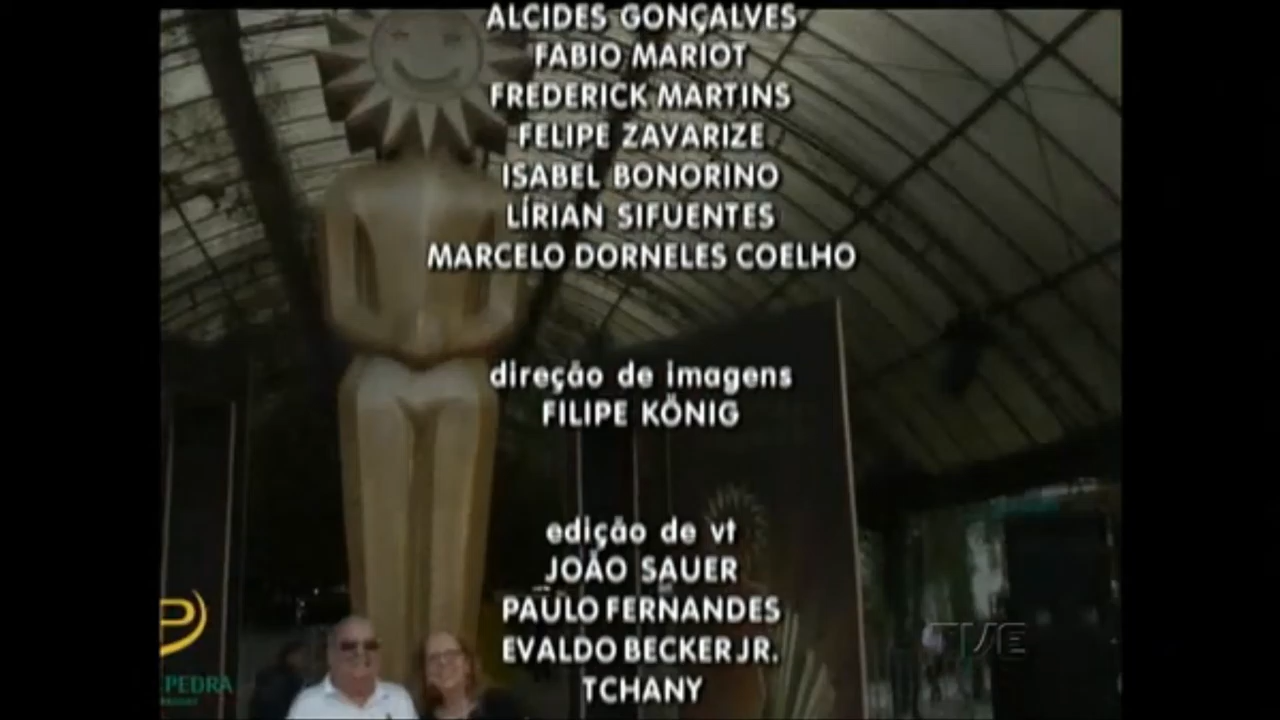 ALCIDES GONÇALVES
FABIO MARIOT
FREDERICK MARTINS
FELIPE ZAVARIZE
ISABEL BONORINO
LÍRIAN SIFUENTES
MARCELO DORNELES COELHO
direção de imagens
FILIPE KÖNIG
edição de vt
JOÃO SAUER
PAULO FERNANDES
EVALDO BECKER JR.
TCHANY
TVE
P
PEDRA